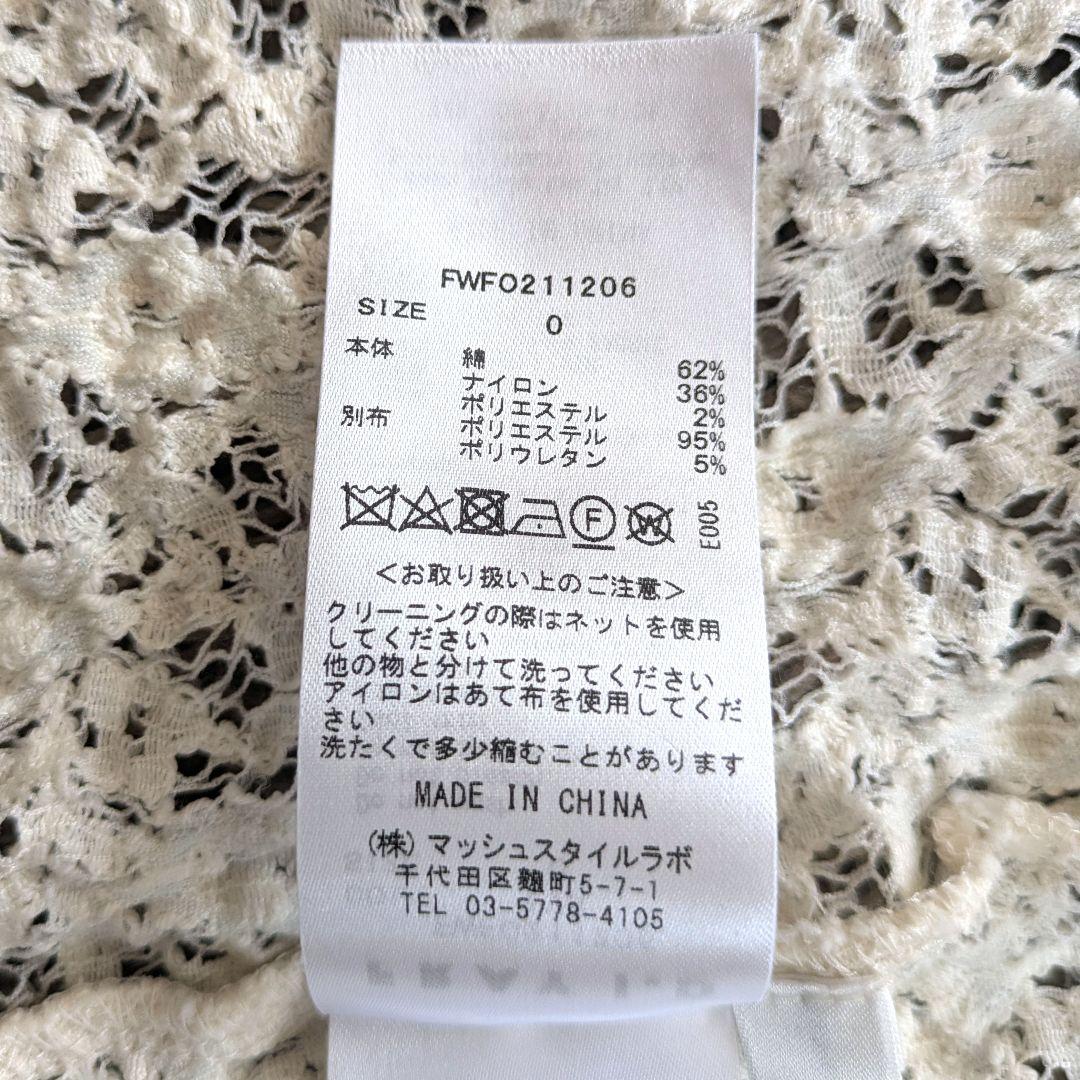 FWFO211206
SIZE 0
本体 綿 62%
ナイロン 36%
ポリエステル 2%
別布 ポリエステル 95%
ポリウレタン 5%
F W E005
<お取り扱い上のご注意>
クリーニングの際はネットを使用
してください
他の物と分けて洗ってください
アイロンはあて布を使用してくだ
さい
洗たくで多少縮むことがあります
MADE IN CHINA
(株)マッシュスタイルラボ
千代田区麹町5-7-1
TEL 03-5778-4105